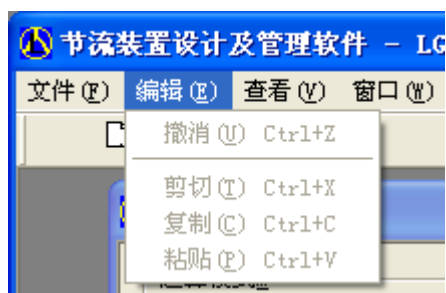 节流装置设计及管理软件 - LG
文件(F) 编辑(E) 查看(V) 窗口(W)
撤消(U) Ctrl+Z
剪切(T) Ctrl+X
复制(C) Ctrl+C
粘贴(P) Ctrl+V